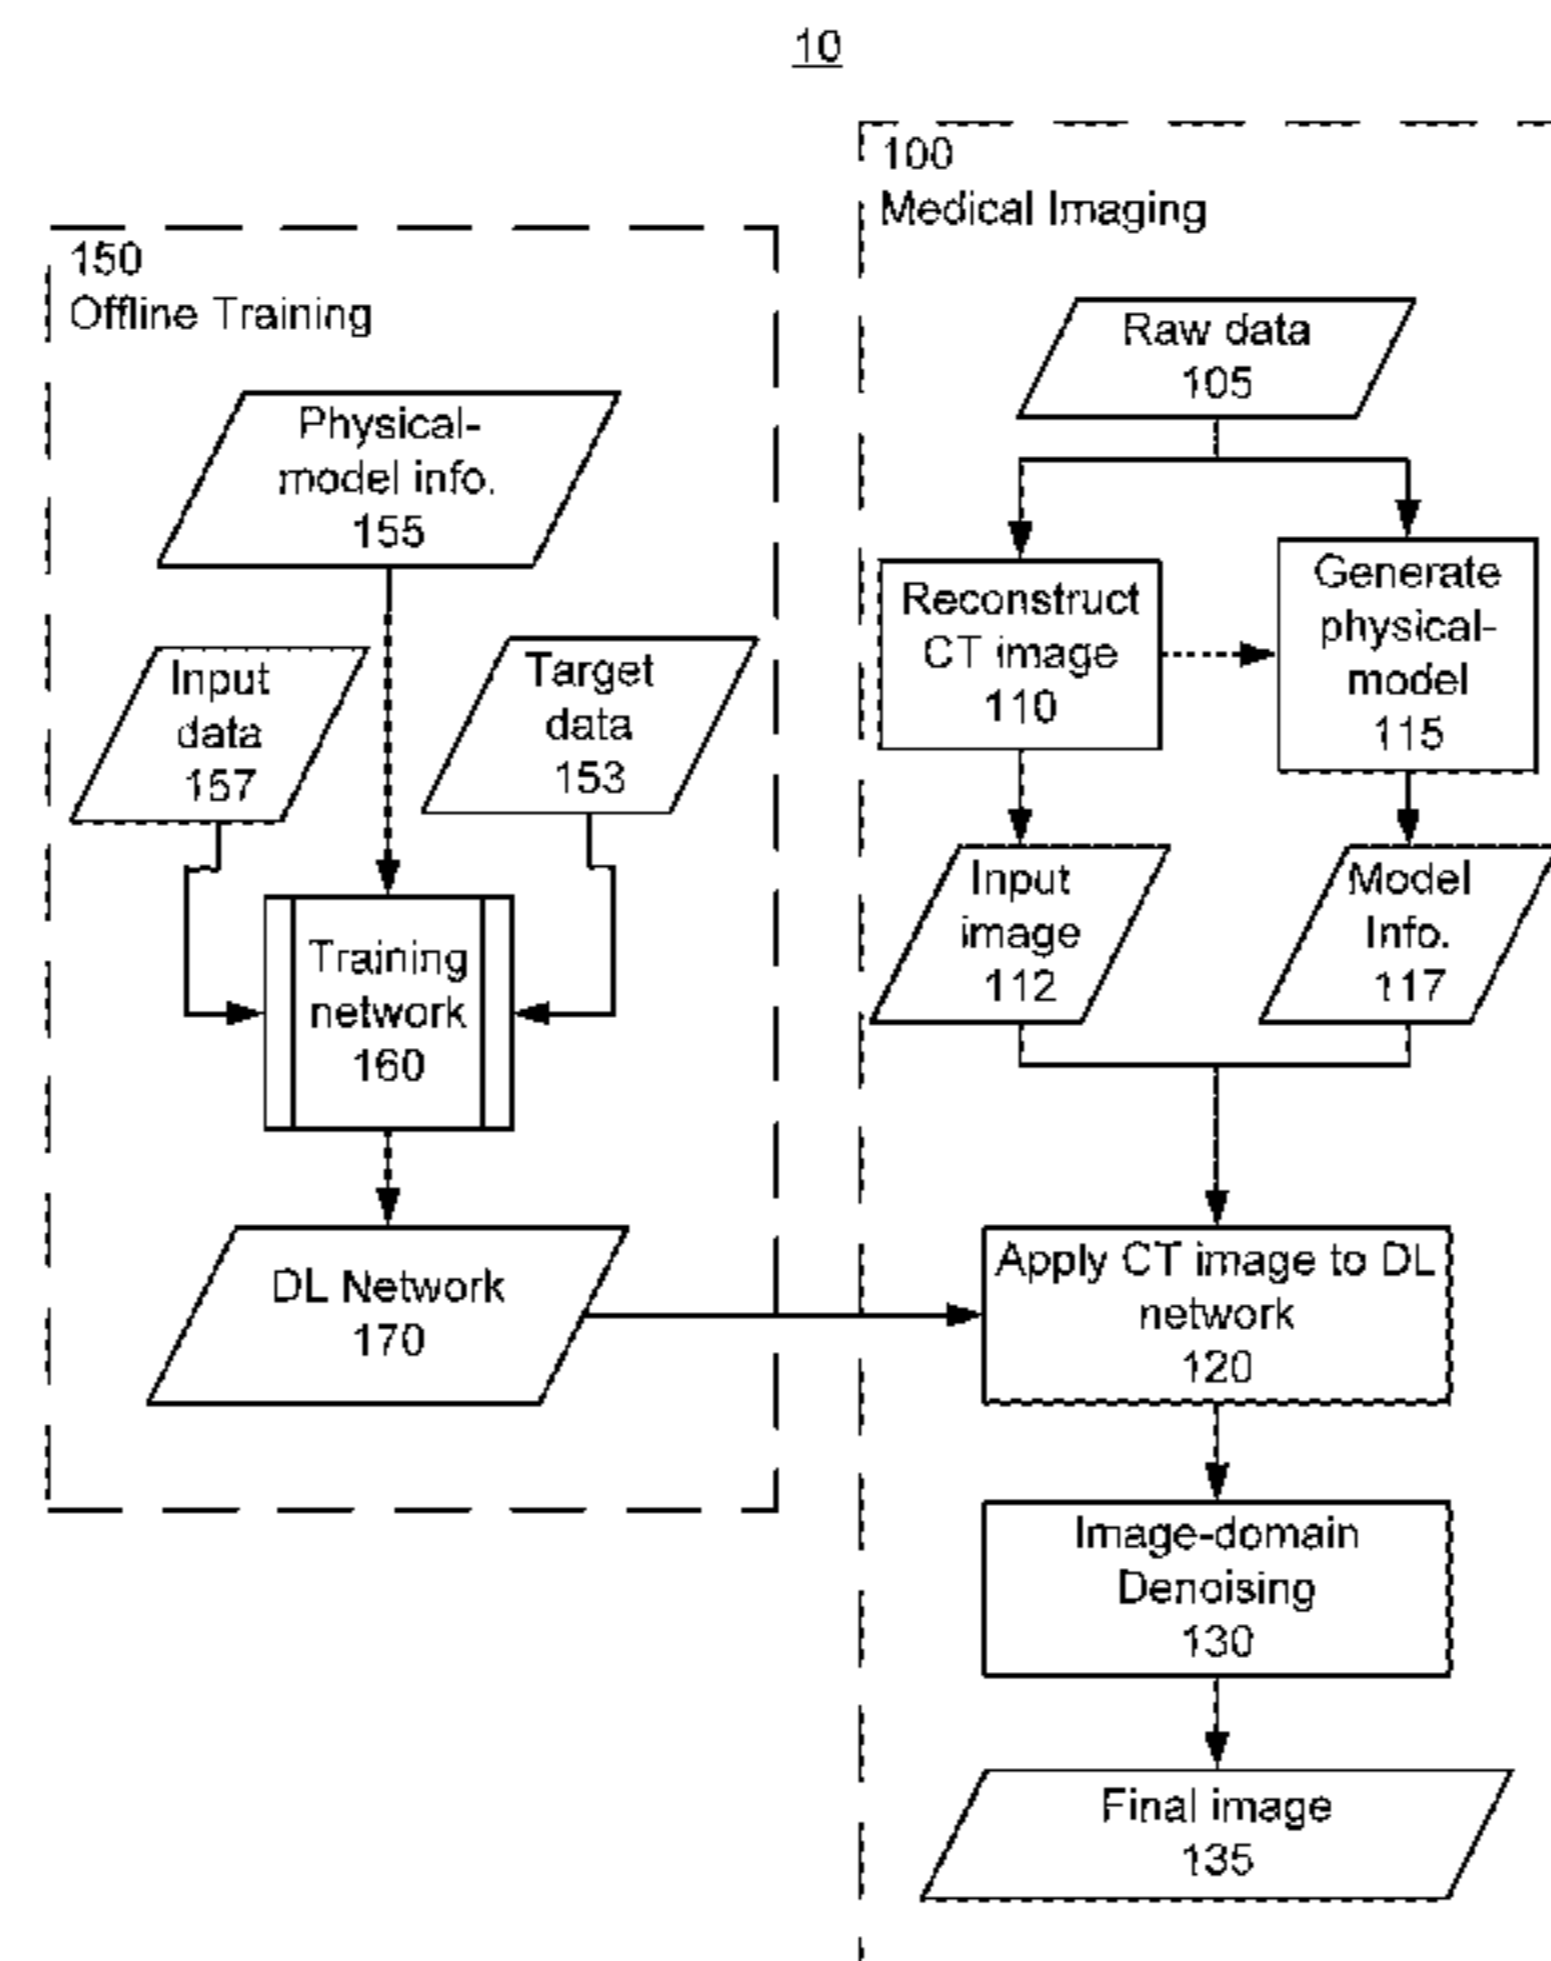 10
150
Offline Training
Physical-
model info.
155
Input
data
157
Target
data
153
Training
network
160
DL Network
170
100
Medical Imaging
Raw data
105
Reconstruct
CT image
110
Generate
physical-
model
115
Input
image
112
Model
Info.
117
Apply CT image to DL
network
120
Image-domain
Denoising
130
Final image
135